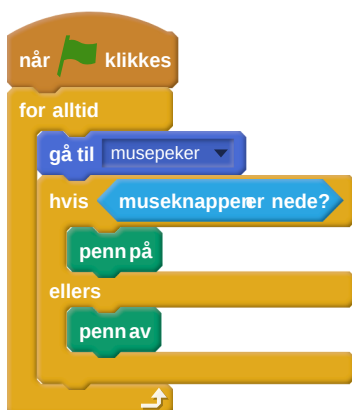 når klikkes
for alltid
gå til musepeker
hvis museknappen er nede?
penn på
ellers
penn av